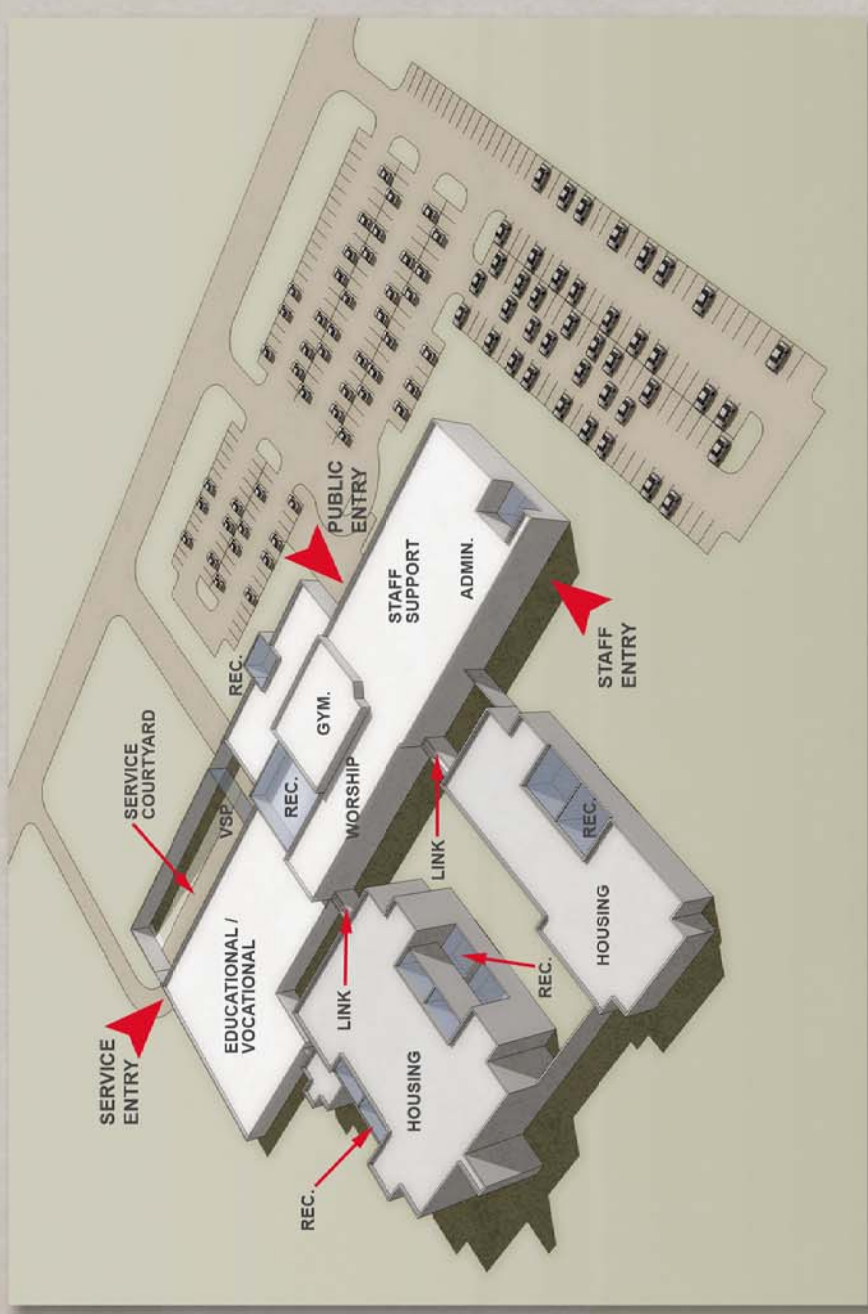 SERVICE
ENTRY
SERVICE
COURTYARD
EDUCATIONAL /
VOCATIONAL
VSP
REC.
REC.
GYM.
WORSHIP
PUBLIC
ENTRY
STAFF
SUPPORT
ADMIN.
STAFF
ENTRY
LINK
LINK
REC.
HOUSING
REC.
HOUSING
REC.